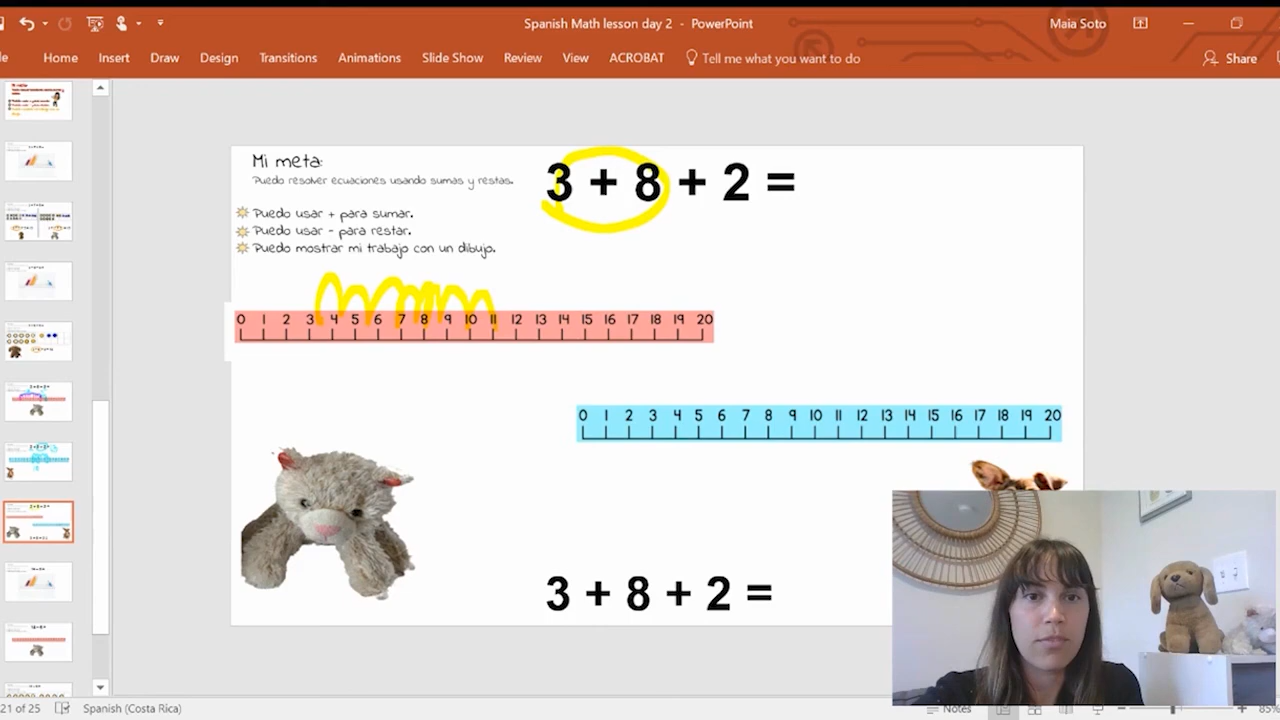 Spanish Math lesson day 2 - PowerPoint
Maia Soto
Home Insert Draw Design Transitions Animations Slide Show Review View ACROBAT Tell me what you want to do
Share
Mi meta:
Puedo resolver ecuaciones usando sumas y restas.
Puedo usar + para sumar.
Puedo usar - para restar.
Puedo mostrar mi trabajo con un dibujo.
3 + 8 + 2 =
0 1 2 3 4 5 6 7 8 9 10 11 12 13 14 15 16 17 18 19 20
0 1 2 3 4 5 6 7 8 9 10 11 12 13 14 15 16 17 18 19 20
3 + 8 + 2 =
21 of 25
Spanish (Costa Rica)
Notes
85%